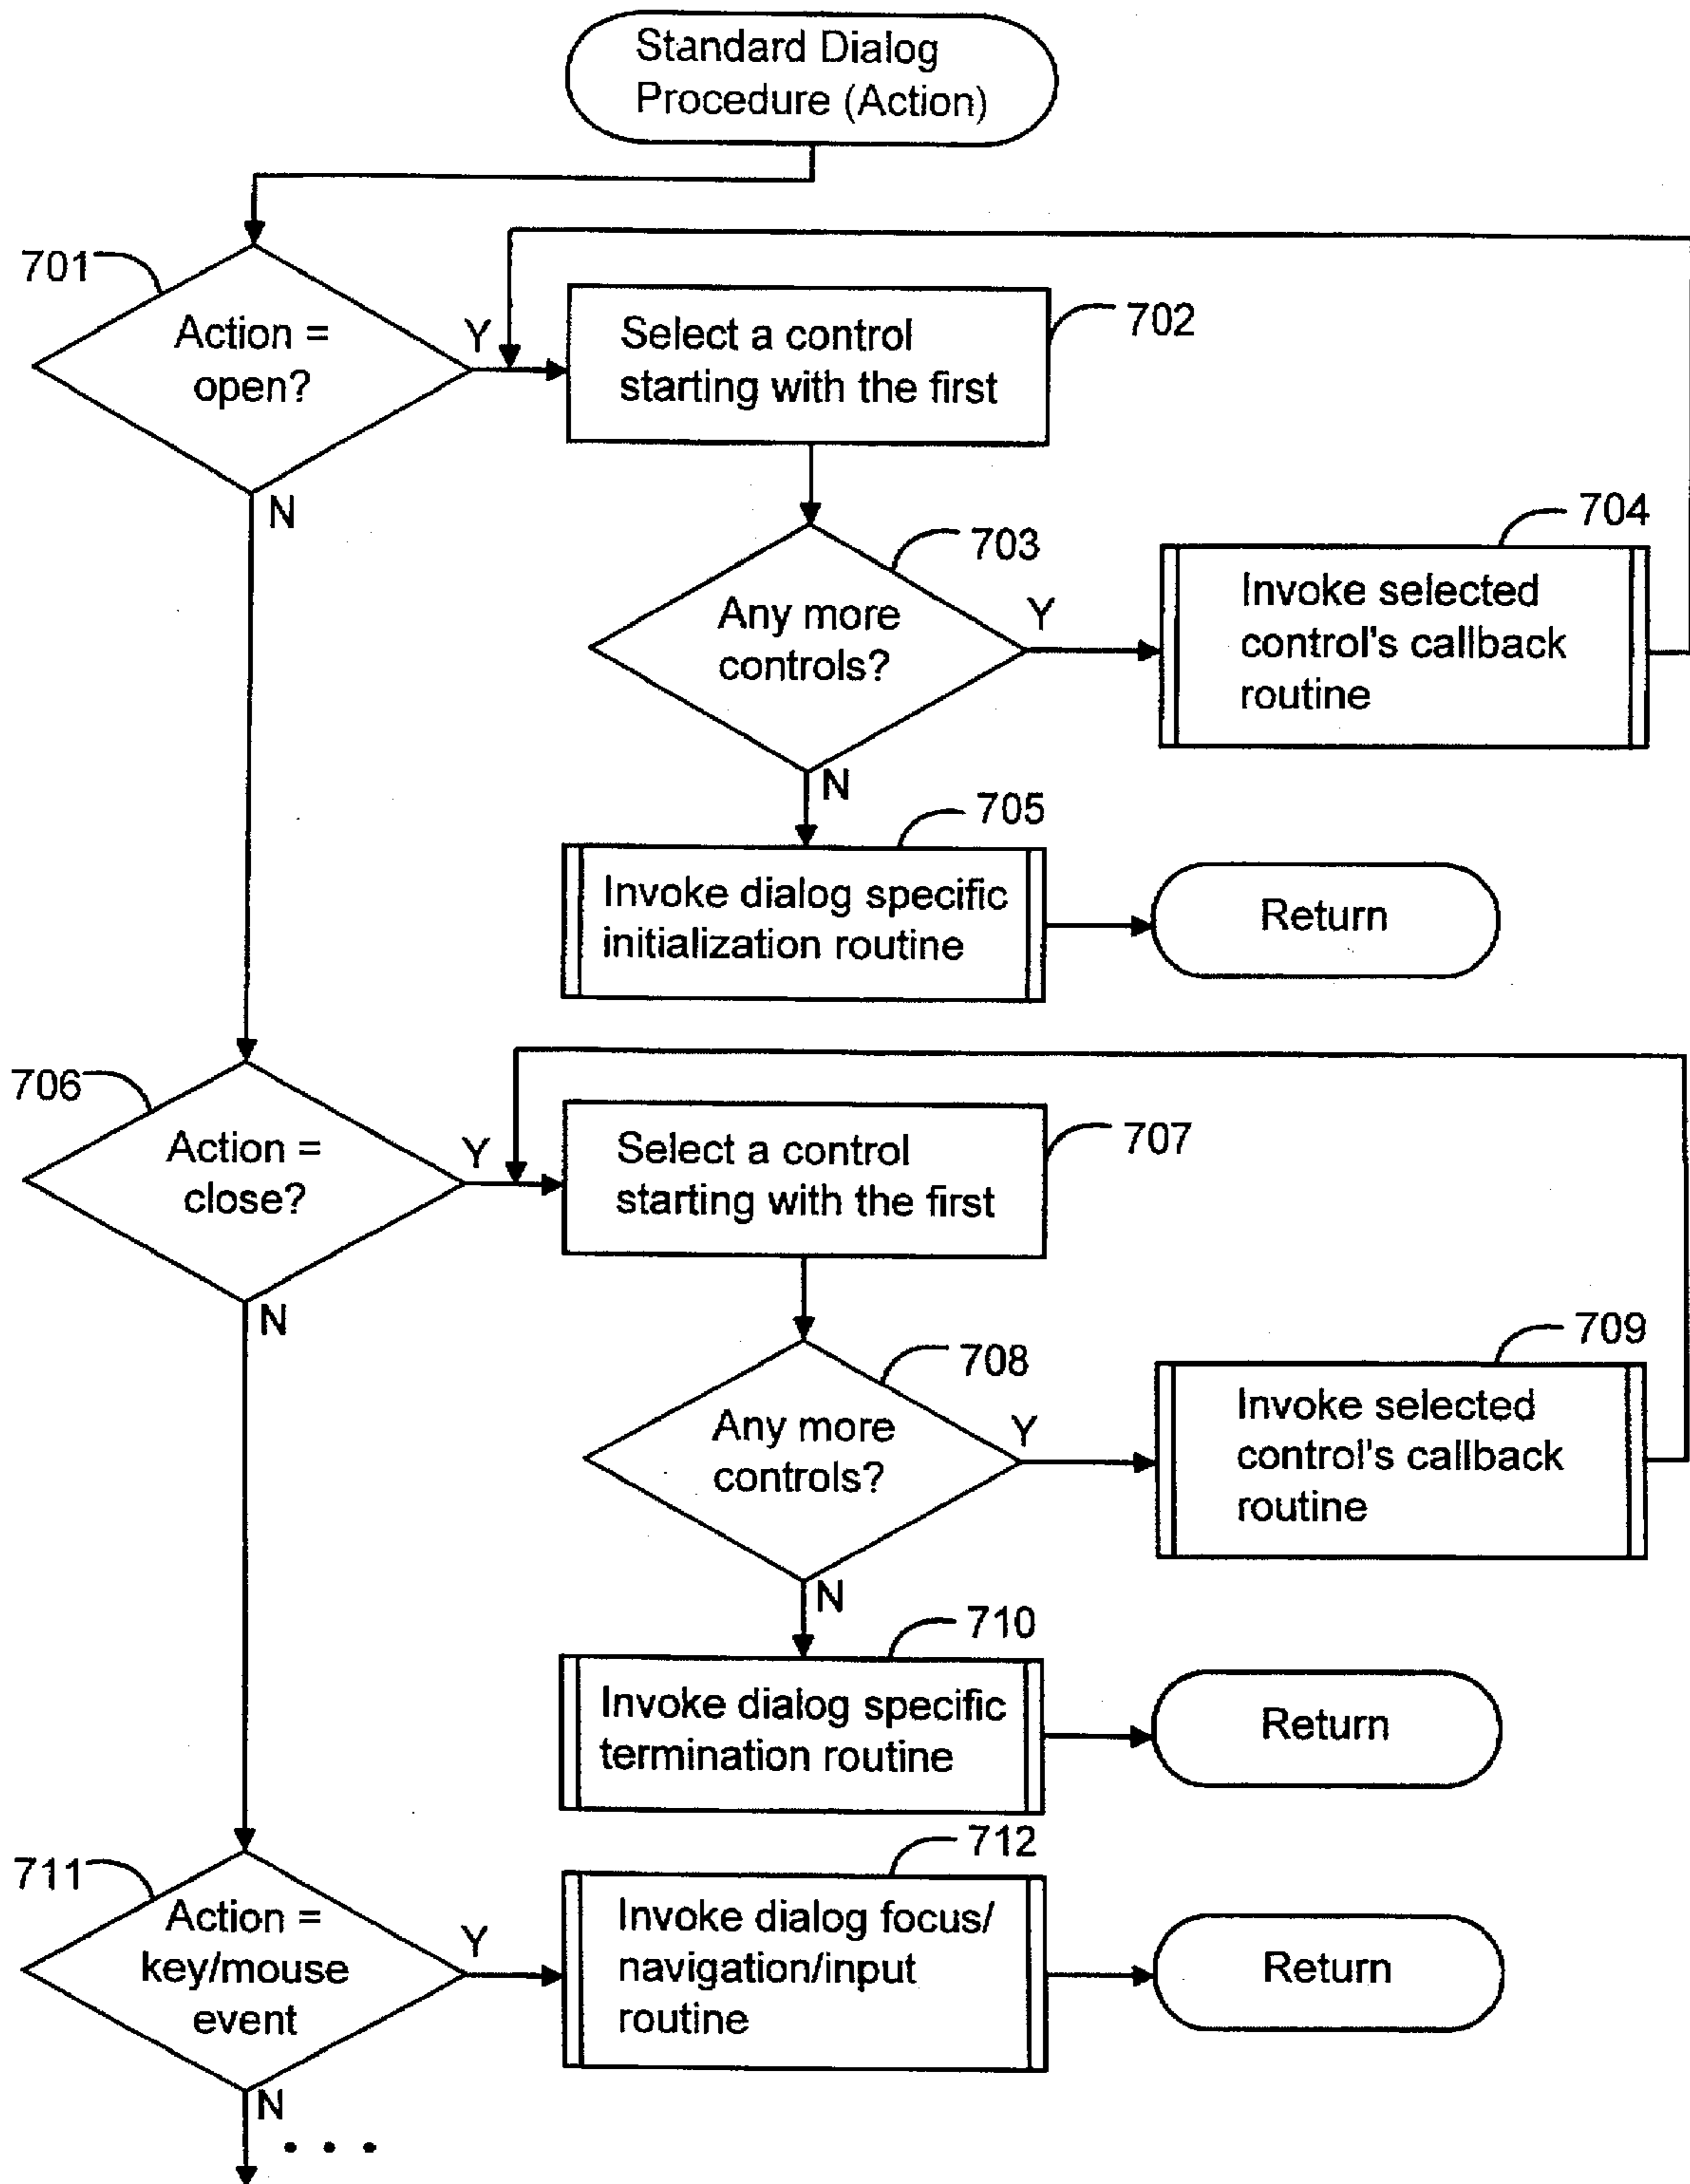 Standard Dialog
Procedure (Action)
701
Action =
open?
Y
N
Select a control
starting with the first
702
703
Any more
controls?
Y
N
704
Invoke selected
control's callback
routine
705
Invoke dialog specific
initialization routine
Return
706
Action =
close?
Y
N
Select a control
starting with the first
707
708
Any more
controls?
Y
N
709
Invoke selected
control's callback
routine
710
Invoke dialog specific
termination routine
Return
711
Action =
key/mouse
event
Y
N
712
Invoke dialog focus/
navigation/input
routine
Return
• • •